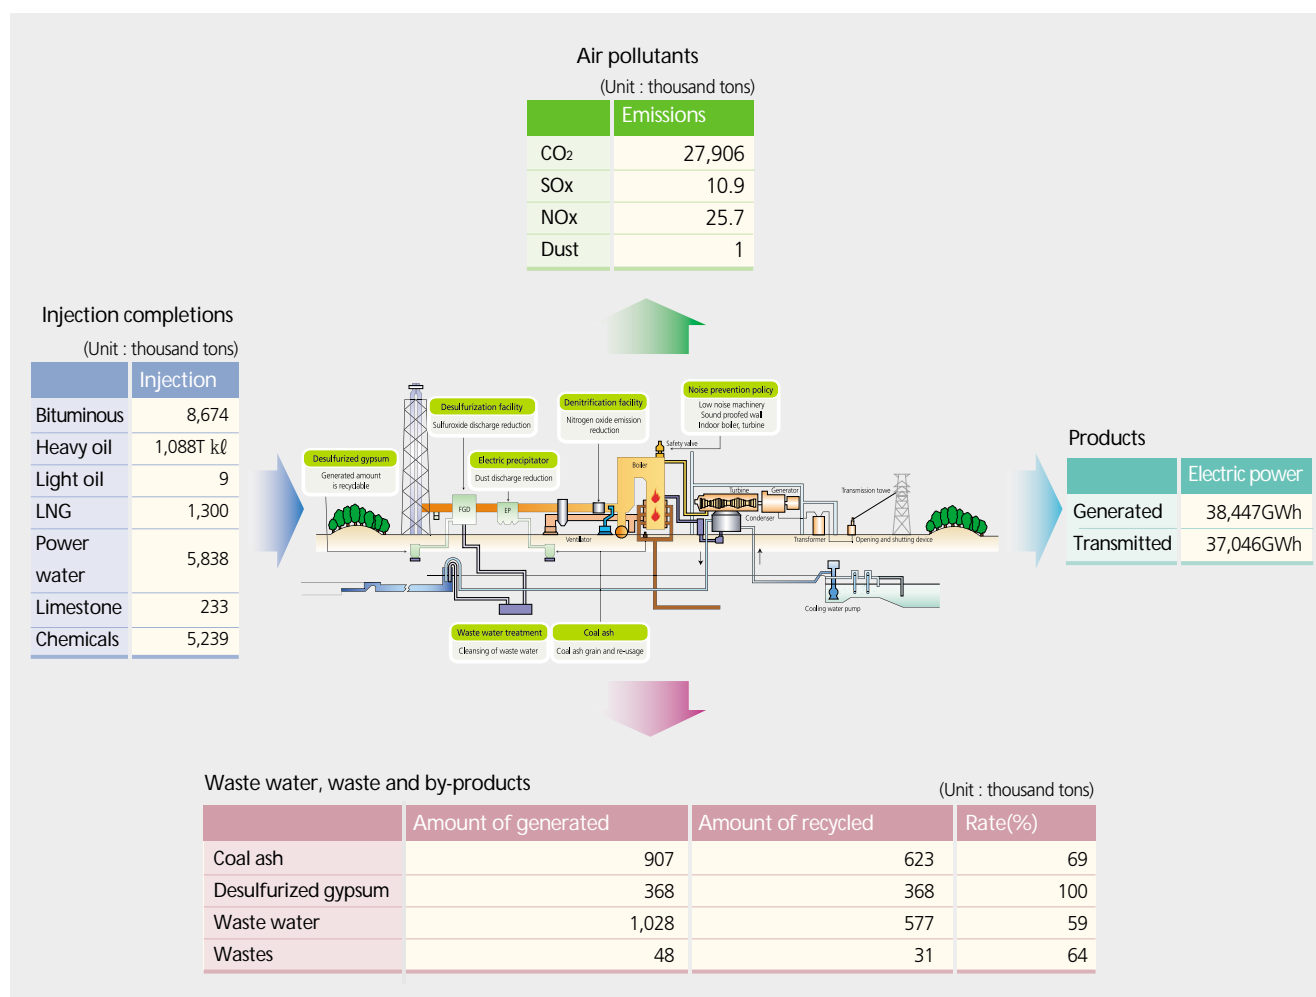 Air pollutants
(Unit : thousand tons)
Emissions
CO2 27,906
SOx 10.9
NOx 25.7
Dust 1
Injection completions
(Unit : thousand tons)
Injection
Bituminous 8,674
Heavy oil 1,088T kℓ
Light oil 9
LNG 1,300
Power
water 5,838
Limestone 233
Chemicals 5,239
Desulfurized gypsum
Generated amount
is recyclable
Desulfurization facility
Sulfuroxide discharge reduction
Electric precipitator
Dust discharge reduction
Denitrification facility
Nitrogen oxide emission
reduction
Noise prevention policy
Low noise machinery
Sound proofed wall
Indoor boiler, turbine
Safety valve
Boiler
FGD
EP
Ventilator
Turbine
Generator
Condenser
Transformer
Transmission towe
Opening and shutting device
Cooling water pump
Waste water treatment
Cleansing of waste water
Coal ash
Coal ash grain and re-usage
Products
Electric power
Generated 38,447GWh
Transmitted 37,046GWh
Waste water, waste and by-products
(Unit : thousand tons)
Amount of generated Amount of recycled Rate(%)
Coal ash 907 623 69
Desulfurized gypsum 368 368 100
Waste water 1,028 577 59
Wastes 48 31 64